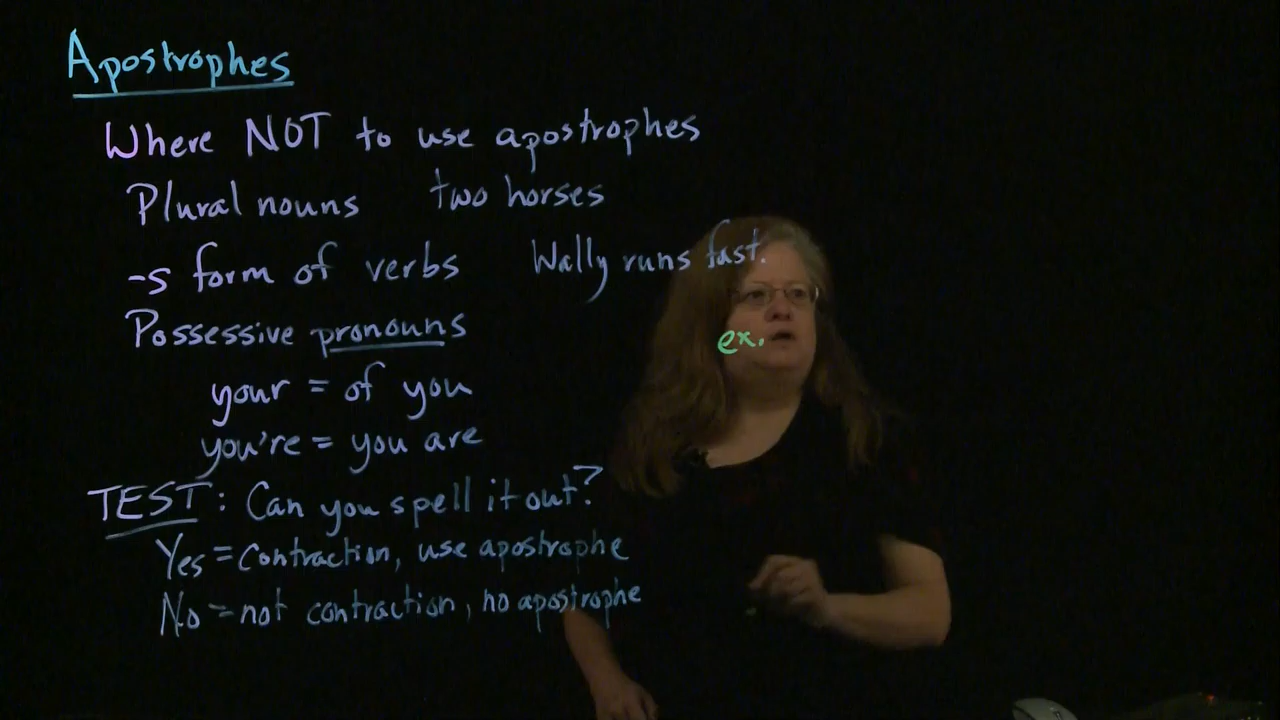 Apostrophes
Where NOT to use apostrophes
Plural nouns two horses
-s form of verbs Wally runs fast.
Possessive pronouns ex.
your = of you
you're = you are
TEST: Can you spell it out?
Yes = contraction, use apostrophe
No = not contraction, no apostrophe